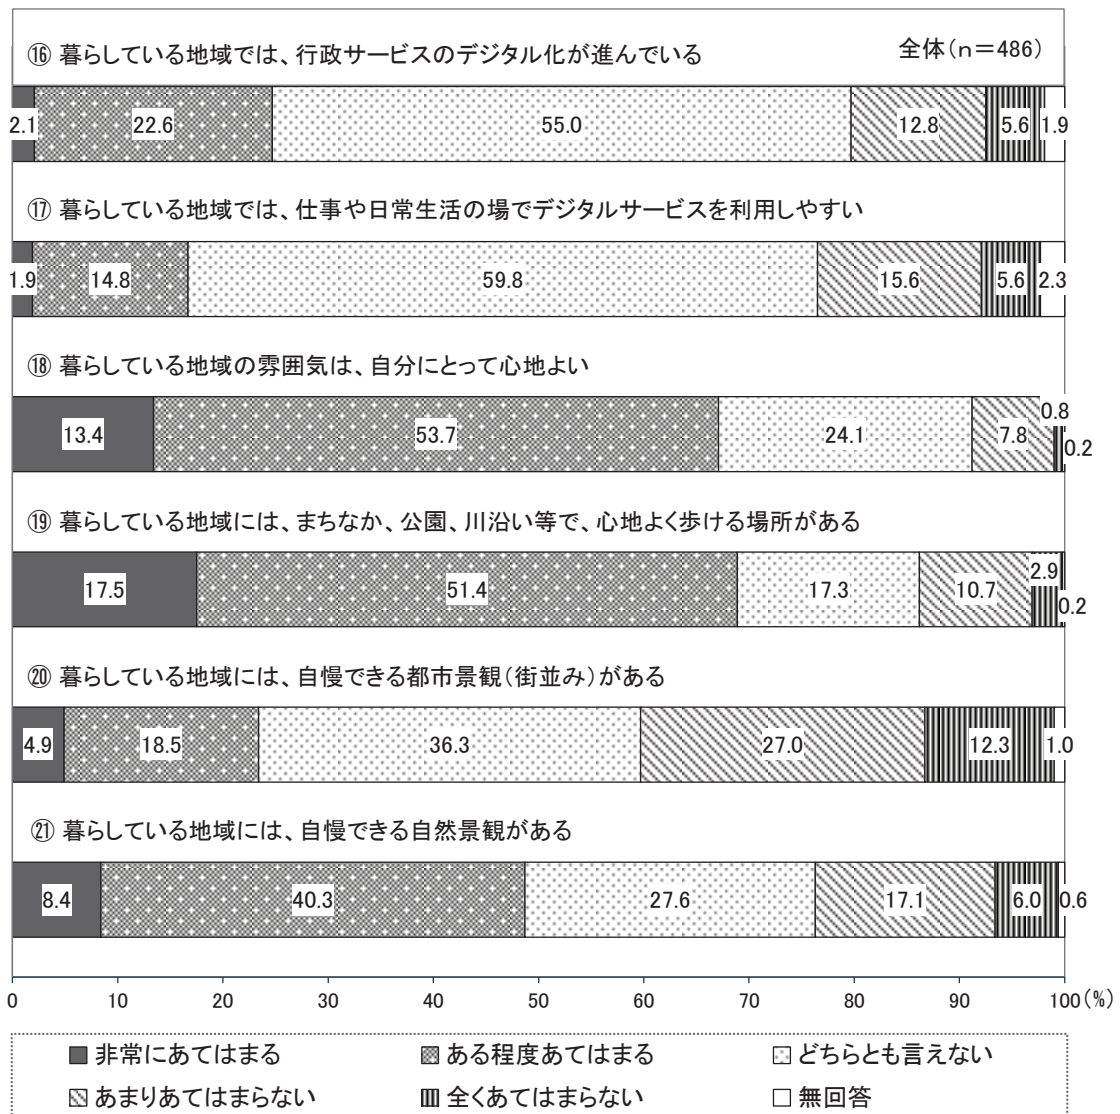 ⑯ 暮らしている地域では、行政サービスのデジタル化が進んでいる 全体(n=486)
2.1 22.6 55.0 12.8 5.6 1.9
⑰ 暮らしている地域では、仕事や日常生活の場でデジタルサービスを利用しやすい
1.9 14.8 59.8 15.6 5.6 2.3
⑱ 暮らしている地域の雰囲気は、自分にとって心地よい
13.4 53.7 24.1 7.8 0.8 0.2
⑲ 暮らしている地域には、まちなか、公園、川沿い等で、心地よく歩ける場所がある
17.5 51.4 17.3 10.7 2.9 0.2
⑳ 暮らしている地域には、自慢できる都市景観(街並み)がある
4.9 18.5 36.3 27.0 12.3 1.0
㉑ 暮らしている地域には、自慢できる自然景観がある
8.4 40.3 27.6 17.1 6.0 0.6
0 10 20 30 40 50 60 70 80 90 100 (%)
非常にあてはまる ある程度あてはまる どちらとも言えない
あまりあてはまらない 全くあてはまらない 無回答